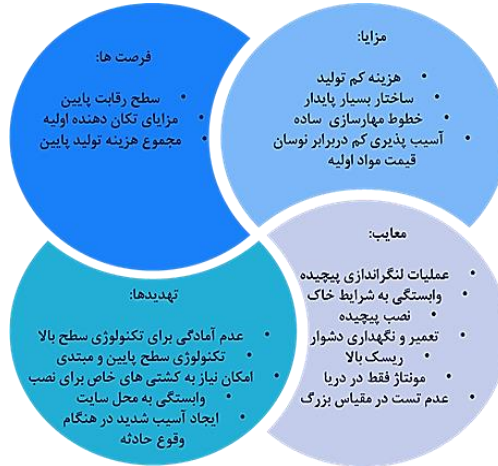 مزایا:
• هزینه کم تولید
• ساختار بسیار پایدار
• خطوط مهارسازی ساده
• آسیب پذیری کم دربرابر نوسان
قیمت مواد اولیه
فرصت ها:
• سطح رقابت پایین
• مزایای تکان دهنده اولیه
• مجموع هزینه تولید پایین
معایب:
• عملیات لنگراندازی پیچیده
• وابستگی به شرایط خاک
• نصب پیچیده
• تعمیر و نگهداری دشوار
• ریسک بالا
• مونتاژ فقط در دریا
• عدم تست در مقیاس بزرگ
تهدیدها:
• عدم آمادگی برای تکنولوژی سطح بالا
• تکنولوژی سطح پایین و مبتدی
• امکان نیاز به کشتی های خاص برای نصب
• وابستگی به محل سایت
• ایجاد آسیب شدید در هنگام
وقوع حادثه